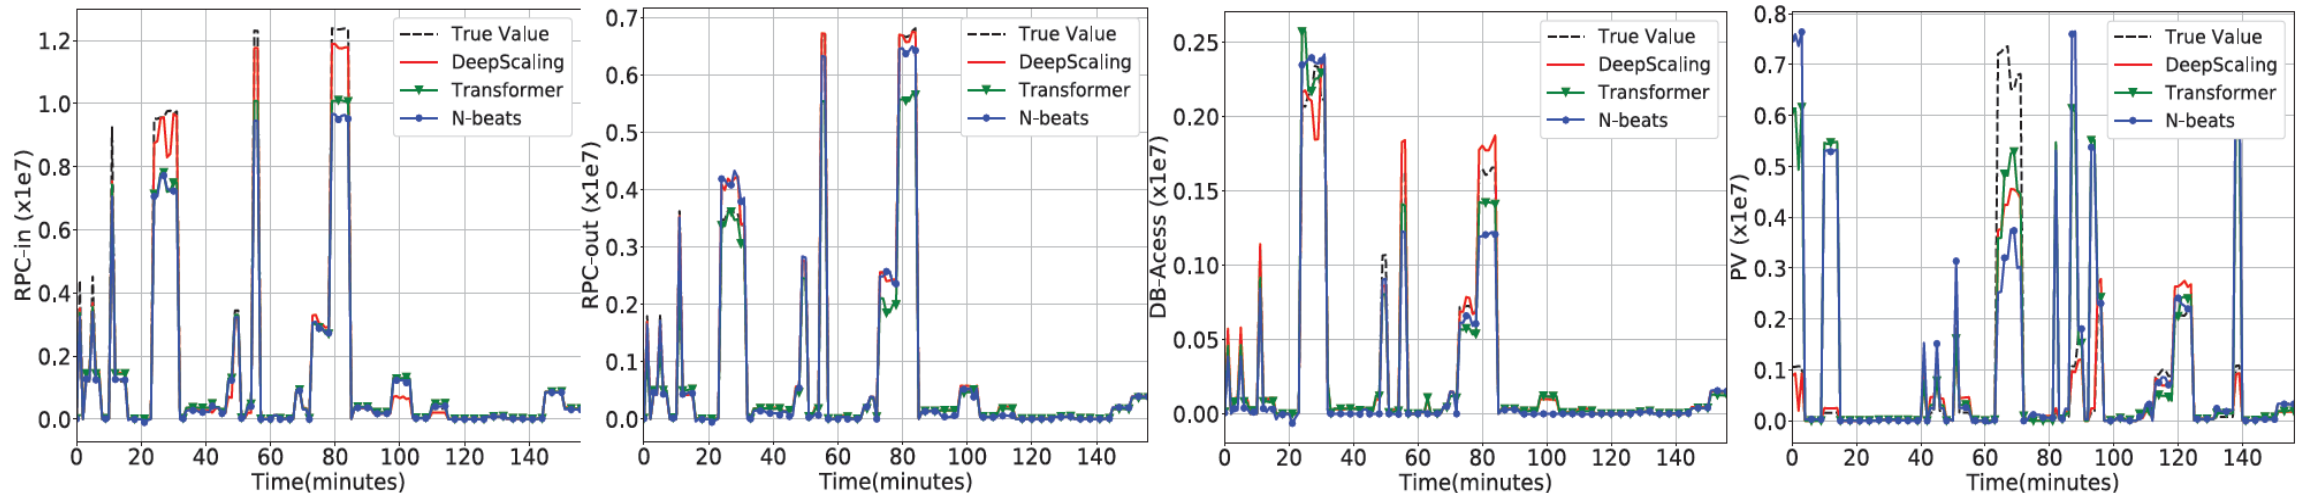 RPC-in (x1e7)
1.2
1.0
0.8
0.6
0.4
0.2
0.0
0 20 40 60 80 100 120 140
Time(minutes)
True Value
DeepScaling
Transformer
N-beats
RPC-out (x1e7)
0.7
0.6
0.5
0.4
0.3
0.2
0.1
0.0
0 20 40 60 80 100 120 140
Time(minutes)
True Value
DeepScaling
Transformer
N-beats
DB-Acess (x1e7)
0.25
0.20
0.15
0.10
0.05
0.00
0 20 40 60 80 100 120 140
Time(minutes)
True Value
DeepScaling
Transformer
N-beats
PV (x1e7)
0.8
0.7
0.6
0.5
0.4
0.3
0.2
0.1
0.0
0 20 40 60 80 100 120 140
Time(minutes)
True Value
DeepScaling
Transformer
N-beats